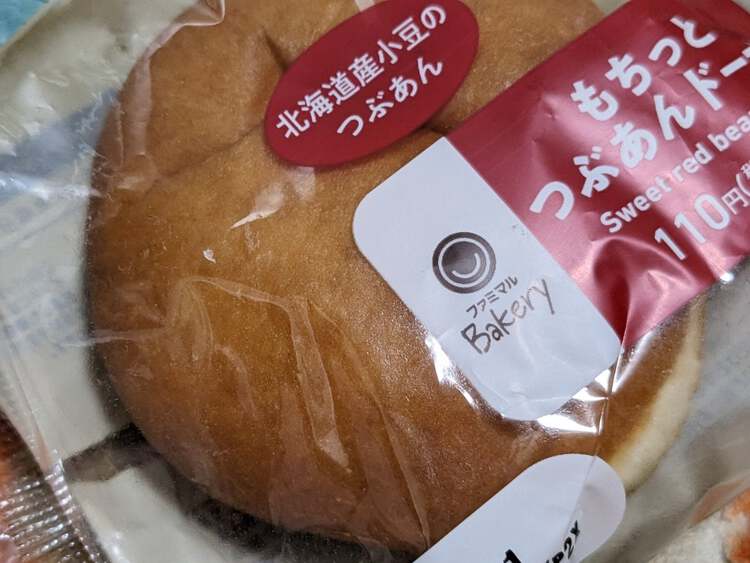 北海道産小豆の
つぶあん
もちっと
つぶあんドー
Sweet red bea
110円
ファミマル
Bakery